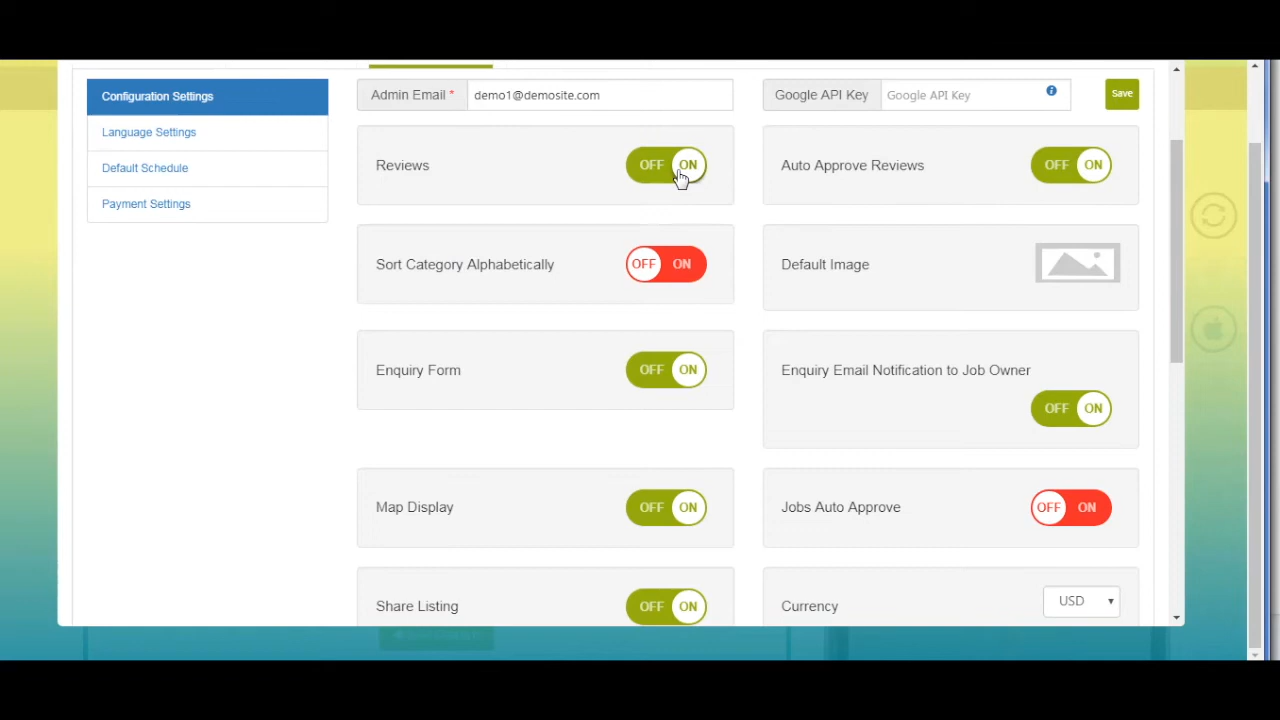 Configuration Settings
Language Settings
Default Schedule
Payment Settings
Admin Email * demo1@demosite.com
Google API Key Google API Key
Save
Reviews OFF ON
Auto Approve Reviews OFF ON
Sort Category Alphabetically OFF ON
Default Image
Enquiry Form OFF ON
Enquiry Email Notification to Job Owner
OFF ON
Map Display OFF ON
Jobs Auto Approve OFF ON
Share Listing OFF ON
Currency USD